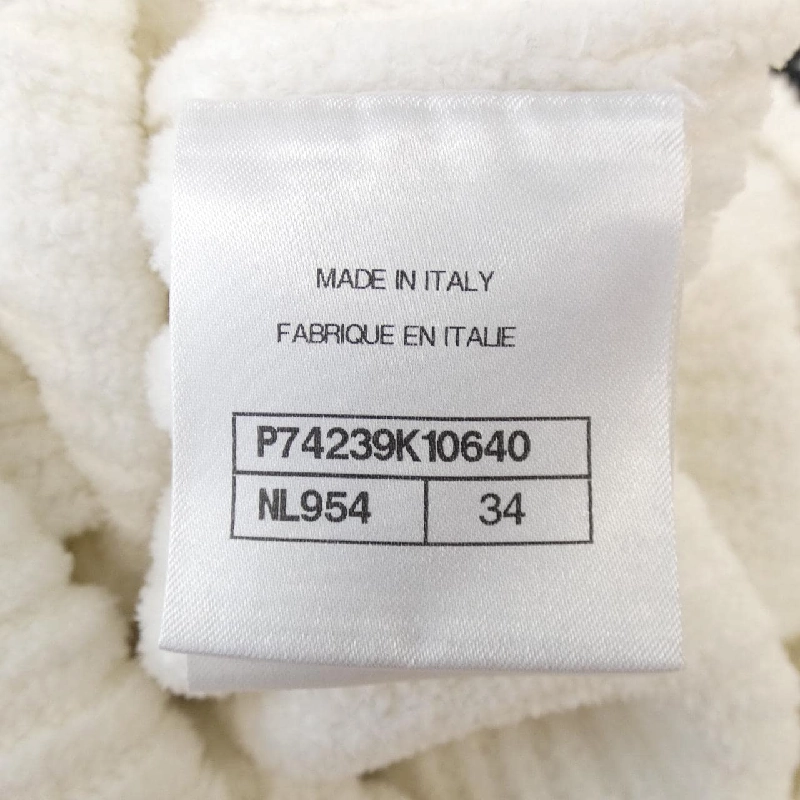 MADE IN ITALY
FABRIQUE EN ITALIE
P74239K10640
NL954 34